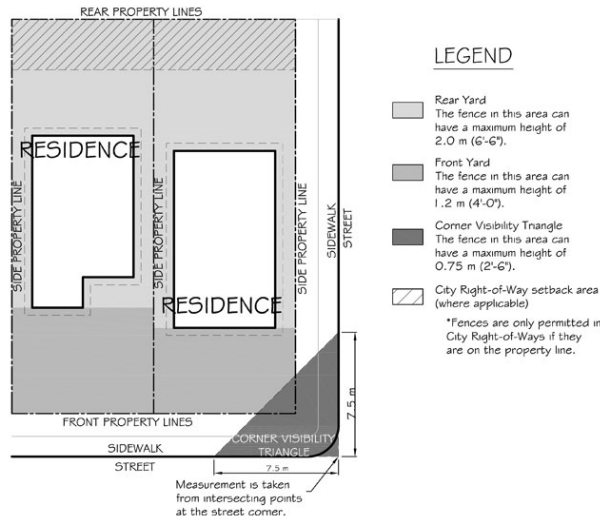 REAR PROPERTY LINES
RESIDENCE
RESIDENCE
SIDE PROPERTY LINE
SIDE PROPERTY LINE
SIDE PROPERTY LINE
SIDEWALK
STREET
7.5 m
FRONT PROPERTY LINES
SIDEWALK
STREET
CORNER VISIBILITY
TRIANGLE
7.5 m
Measurement is taken
from intersecting points
at the street corner.
LEGEND
Rear Yard
The fence in this area can
have a maximum height of
2.0 m (6'-6").
Front Yard
The fence in this area can
have a maximum height of
1.2 m (4'-0").
Corner Visibility Triangle
The fence in this area can
have a maximum height of
0.75 m (2'-6").
City Right-of-Way setback area
(where applicable)
*Fences are only permitted in
City Right-of-Ways if they
are on the property line.